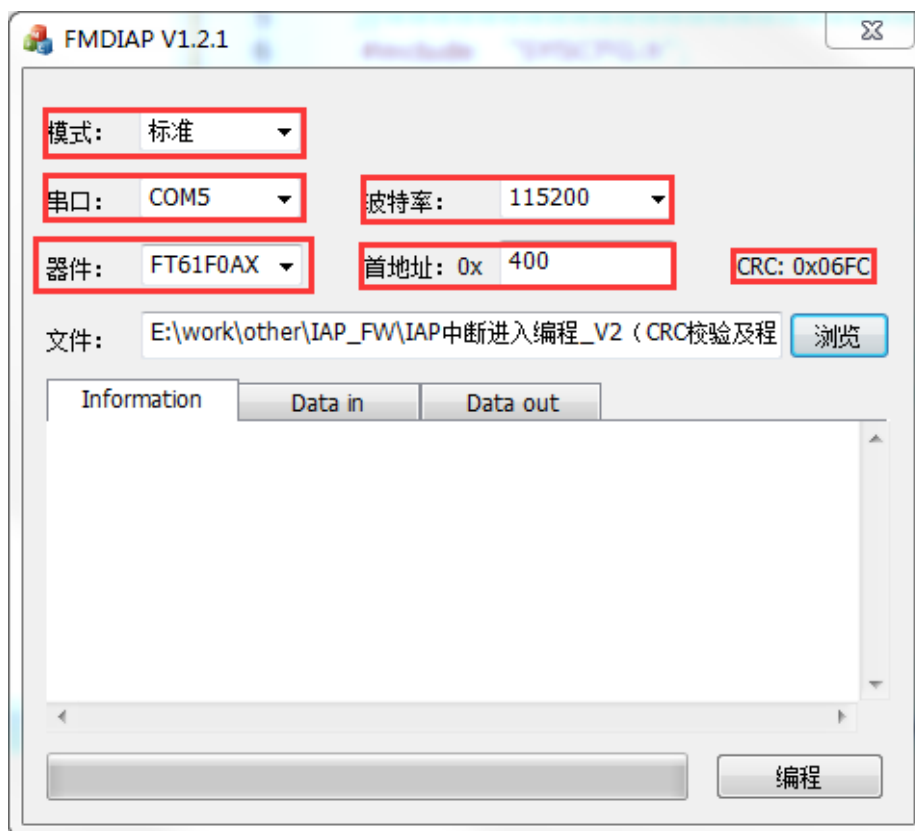 FMDIAP V1.2.1
模式： 标准
串口： COM5 波特率： 115200
器件： FT61F0AX 首地址：0x 400 CRC: 0x06FC
文件： E:\work\other\IAP_FW\IAP中断进入编程_V2（CRC校验及程 浏览
Information Data in Data out
编程